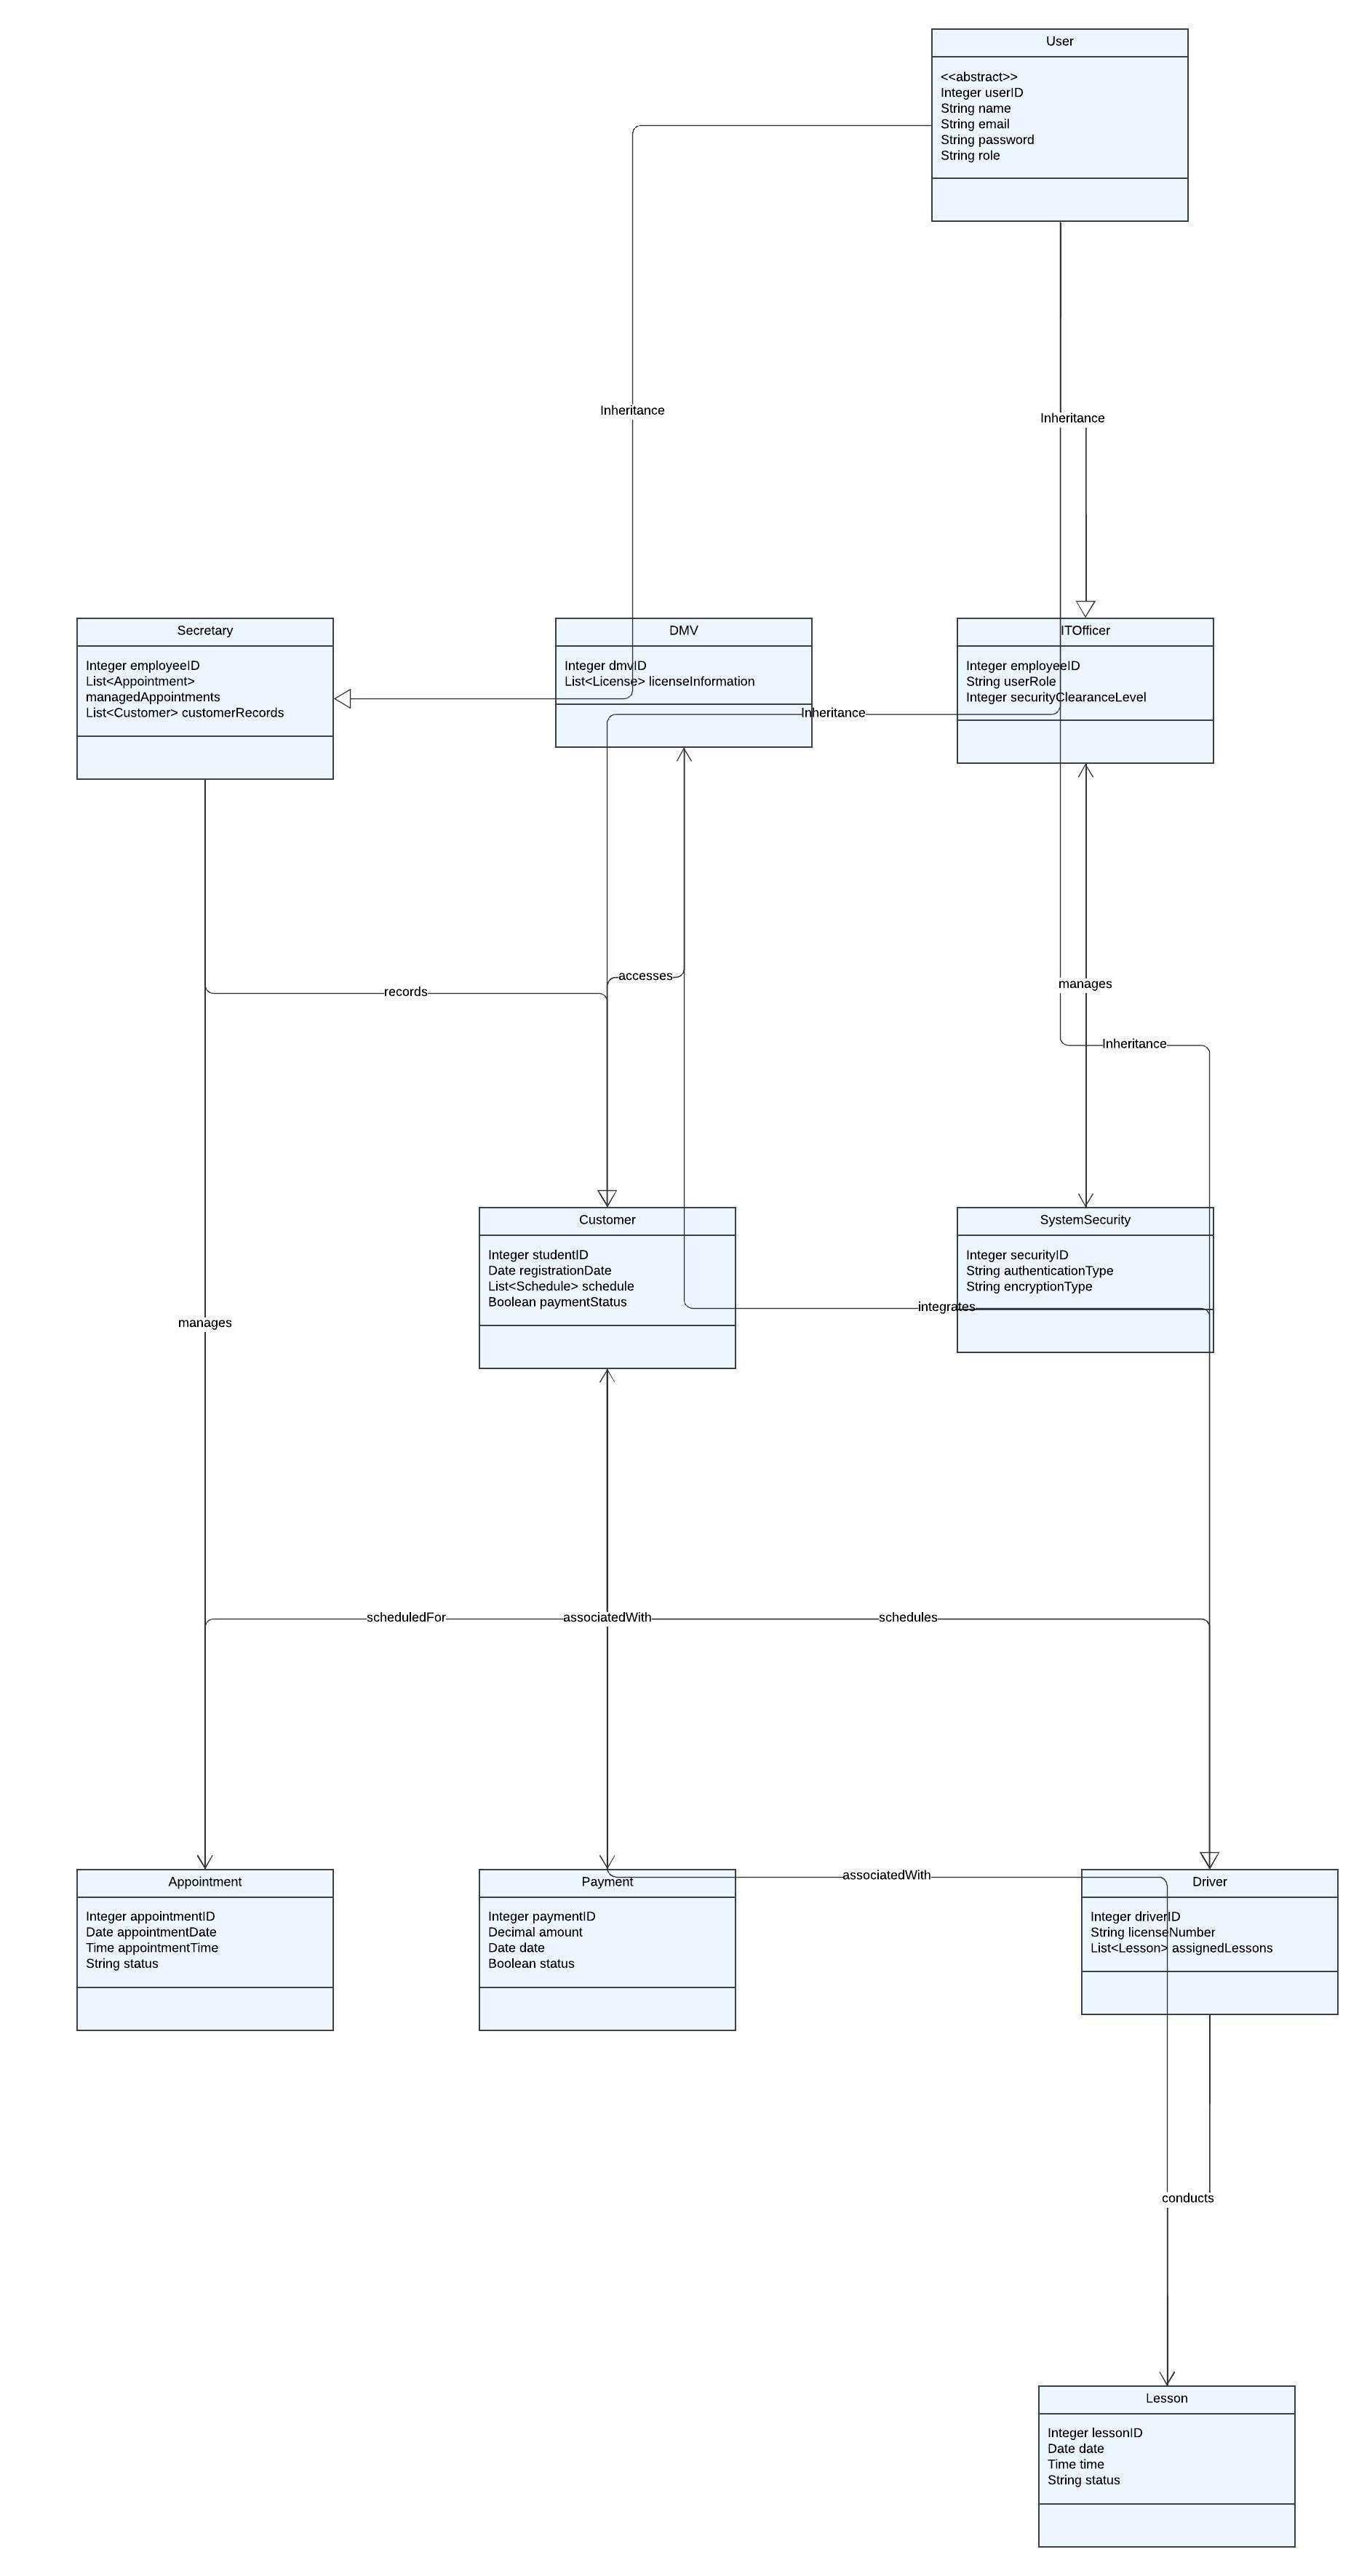 User
<<abstract>>
Integer userID
String name
String email
String password
String role
Inheritance
Inheritance
Secretary
Integer employeeID
List<Appointment>
managedAppointments
List<Customer> customerRecords
DMV
Integer dmvID
List<License> licenseInformation
ITOfficer
Integer employeeID
String userRole
Integer securityClearanceLevel
Inheritance
accesses
manages
records
Inheritance
Customer
Integer studentID
Date registrationDate
List<Schedule> schedule
Boolean paymentStatus
SystemSecurity
Integer securityID
String authenticationType
String encryptionType
integrates
manages
scheduledFor
associatedWith
schedules
Appointment
Integer appointmentID
Date appointmentDate
Time appointmentTime
String status
Payment
Integer paymentID
Decimal amount
Date date
Boolean status
associatedWith
Driver
Integer driverID
String licenseNumber
List<Lesson> assignedLessons
conducts
Lesson
Integer lessonID
Date date
Time time
String status